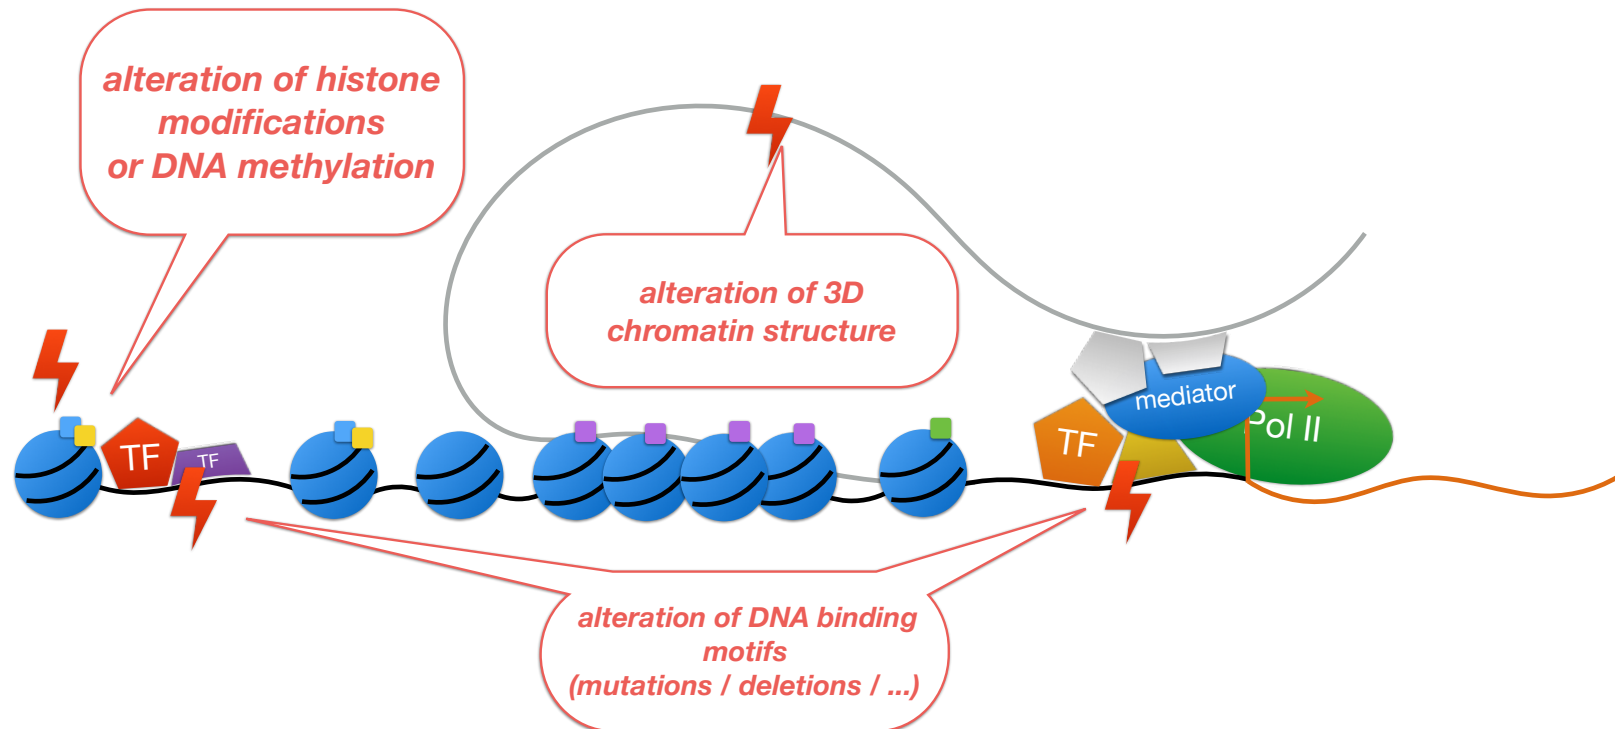 alteration of histone
modifications
or DNA methylation
alteration of 3D
chromatin structure
TF
TF
TF
mediator
Pol II
alteration of DNA binding
motifs
(mutations / deletions / ...)